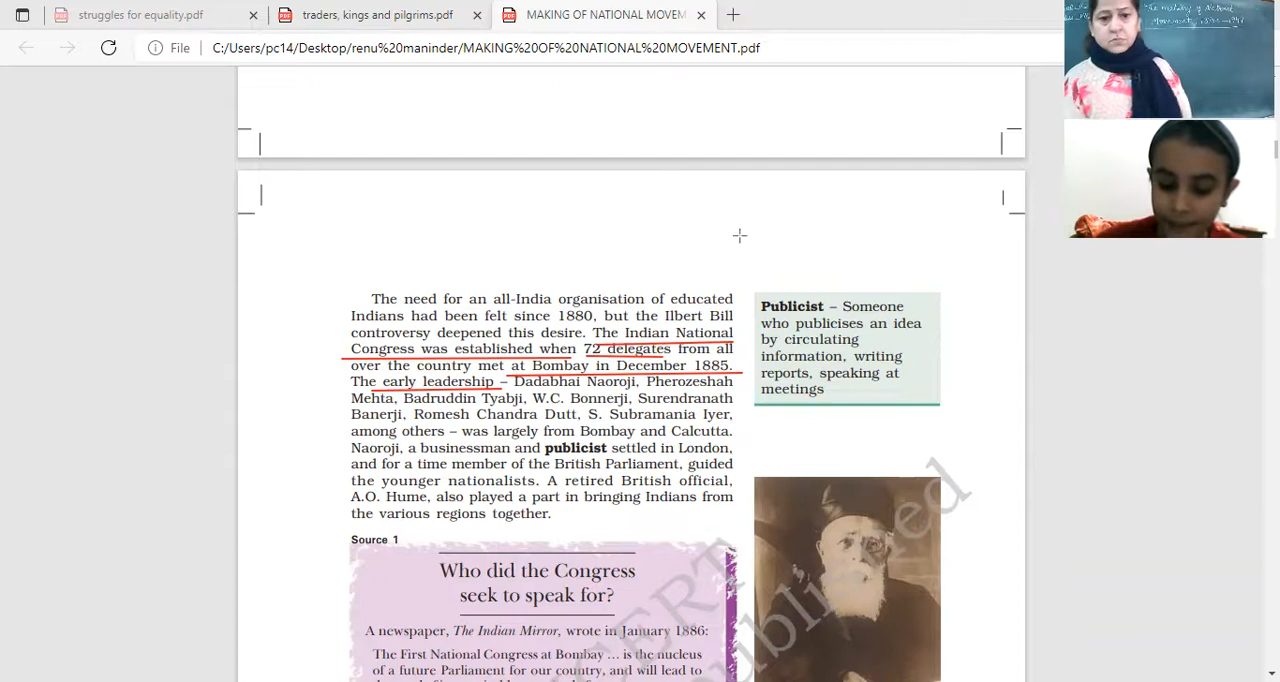 struggles for equality.pdf
traders, kings and pilgrims.pdf
MAKING OF NATIONAL MOVEM
File
C:/Users/pc14/Desktop/renu%20maninder/MAKING%20OF%20NATIONAL%20MOVEMENT.pdf
The need for an all-India organisation of educated
Indians had been felt since 1880, but the Ilbert Bill
controversy deepened this desire. The Indian National
Congress was established when 72 delegates from all
over the country met at Bombay in December 1885.
The early leadership – Dadabhai Naoroji, Pherozeshah
Mehta, Badruddin Tyabji, W.C. Bonnerji, Surendranath
Banerji, Romesh Chandra Dutt, S. Subramania Iyer,
among others – was largely from Bombay and Calcutta.
Naoroji, a businessman and publicist settled in London,
and for a time member of the British Parliament, guided
the younger nationalists. A retired British official,
A.O. Hume, also played a part in bringing Indians from
the various regions together.
Publicist – Someone
who publicises an idea
by circulating
information, writing
reports, speaking at
meetings
Source 1
Who did the Congress
seek to speak for?
A newspaper, The Indian Mirror, wrote in January 1886:
The First National Congress at Bombay ... is the nucleus
of a future Parliament for our country, and will lead to